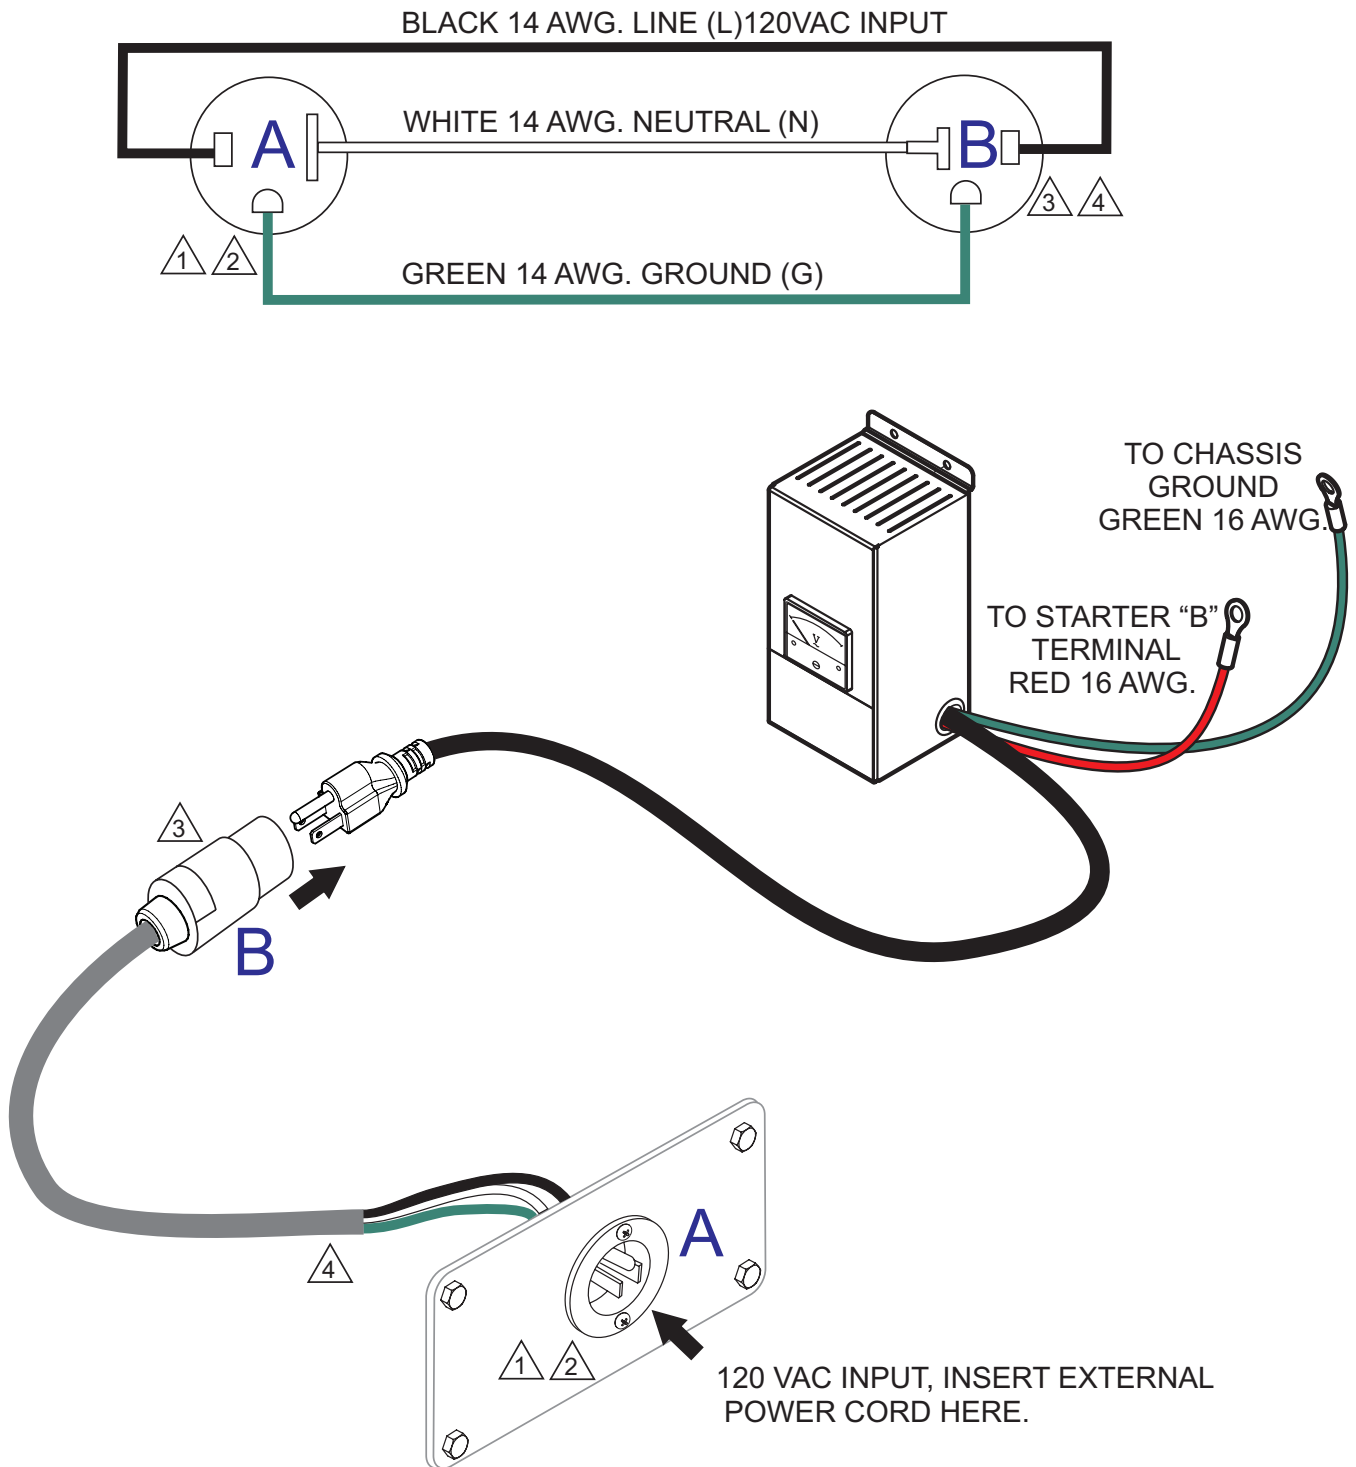 BLACK 14 AWG. LINE (L)120VAC INPUT
A
WHITE 14 AWG. NEUTRAL (N)
B
1
2
3
4
GREEN 14 AWG. GROUND (G)
TO CHASSIS
GROUND
GREEN 16 AWG.
TO STARTER “B”
TERMINAL
RED 16 AWG.
V
3
B
4
A
1
2
120 VAC INPUT, INSERT EXTERNAL
POWER CORD HERE.